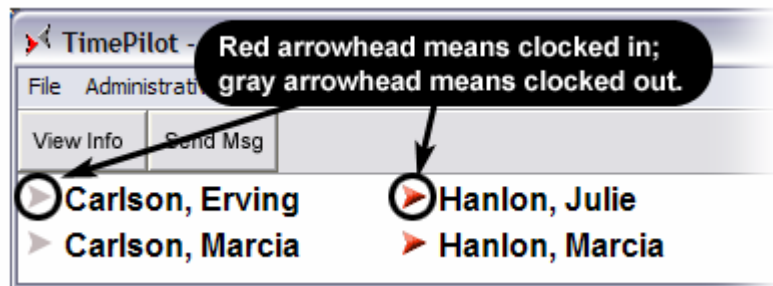 TimePilot -
Red arrowhead means clocked in;
gray arrowhead means clocked out.
File
View Info Send Msg
Carlson, Erving Hanlon, Julie
Carlson, Marcia Hanlon, Marcia